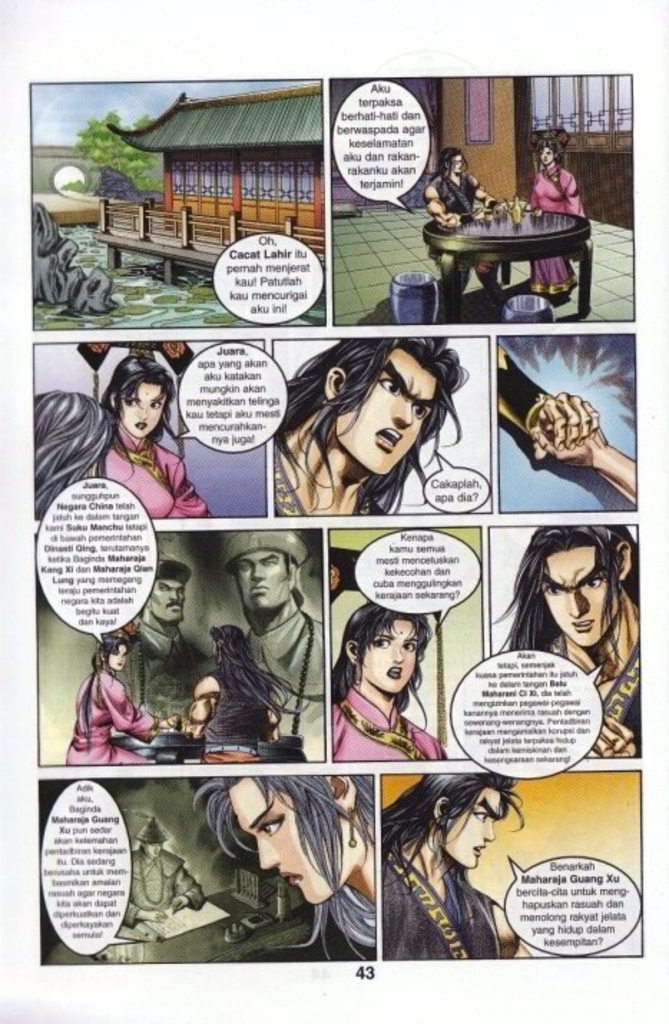 Oh,
Cacat Lahir itu
pernah menjerat
kau! Patutlah
kau mencurigai
aku ini!
Aku
terpaksa
berhati-hati dan
berwaspada agar
keselamatan
aku dan rakan-
rakanku kau
terjamin!
Juara,
apa yang akan
aku katakan
mungkin akan
menyakitkan telinga
kau tetapi aku mesti
mencurahkan-
nya juga!
Cakaplah,
apa dia?
Juara,
sungguhpun
Negara China telah
jatuh ke dalam tangan
kami Suku Manchu tetapi
di bawah pemerintahan
Dinasti Qing, terutamanya
ketika Baginda Maharaja
Kang Xi dan Maharaja Qian
Lung yang memegang
teraju pemerintahan
negara kita adalah
begitu kuat
dan kaya!
Kenapa
kamu semua
mesti mencetuskan
kekecohan dan
cuba menggulingkan
kerajaan sekarang?
Akan
tetapi, semenjak
kuasa pemerintahan jatuh
ke dalam tangan Balu
Maharani Ci Xi, dia telah
mengizinkan pegawai-pegawai
kanannya menerima rasuah dengan
sewenang-wenangnya. Pentadbiran
kerajaan mengamalkan korupsi dan
rakyat jelata terpaksa hidup
dalam kemiskinan dan
kesengsaraan!
Adik
aku,
Baginda
Maharaja Guang
Xu pun sedar
akan kelemahan
pentadbiran kerajaan
itu. Dia sedang
berusaha untuk mem-
basmikan amalan
rasuah agar negara
kita akan dapat
diperkuatkan dan
diperkayakan
semula!
Benarkah
Maharaja Guang Xu
bercita-cita untuk meng-
hapuskan rasuah dan
menolong rakyat jelata
yang hidup dalam
kesempitan?
43